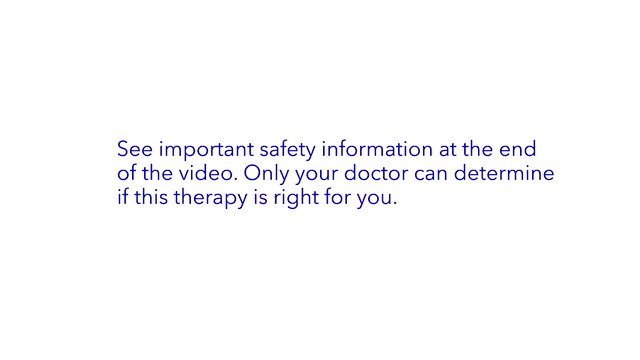 See important safety information at the end
of the video. Only your doctor can determine
if this therapy is right for you.